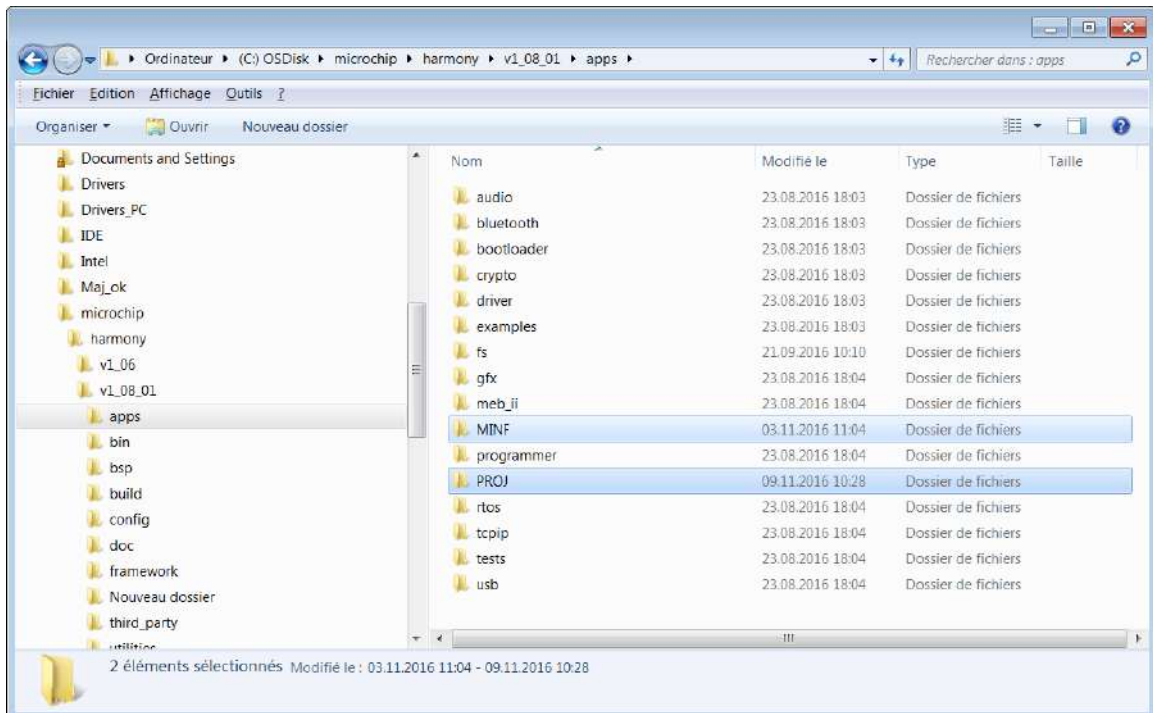 Ordinateur ▸ (C:) OSDisk ▸ microchip ▸ harmony ▸ v1_08_01 ▸ apps ▸ Rechercher dans : apps
Fichier Edition Affichage Outils ?
Organiser Ouvrir Nouveau dossier
Documents and Settings
Drivers
Drivers_PC
IDE
Intel
Maj_ok
microchip
harmony
v1_06
v1_08_01
apps
bin
bsp
build
config
doc
framework
Nouveau dossier
third_party
utilities
Nom Modifié le Type Taille
audio 23.08.2016 18:03 Dossier de fichiers
bluetooth 23.08.2016 18:03 Dossier de fichiers
bootloader 23.08.2016 18:03 Dossier de fichiers
crypto 23.08.2016 18:03 Dossier de fichiers
driver 23.08.2016 18:03 Dossier de fichiers
examples 23.08.2016 18:03 Dossier de fichiers
fs 21.09.2016 10:10 Dossier de fichiers
gfx 23.08.2016 18:04 Dossier de fichiers
meb_ii 23.08.2016 18:04 Dossier de fichiers
MINF 03.11.2016 11:04 Dossier de fichiers
programmer 23.08.2016 18:04 Dossier de fichiers
PROJ 09.11.2016 10:28 Dossier de fichiers
rtos 23.08.2016 18:04 Dossier de fichiers
tcpip 23.08.2016 18:04 Dossier de fichiers
tests 23.08.2016 18:04 Dossier de fichiers
usb 23.08.2016 18:04 Dossier de fichiers
2 éléments sélectionnés Modifié le : 03.11.2016 11:04 - 09.11.2016 10:28